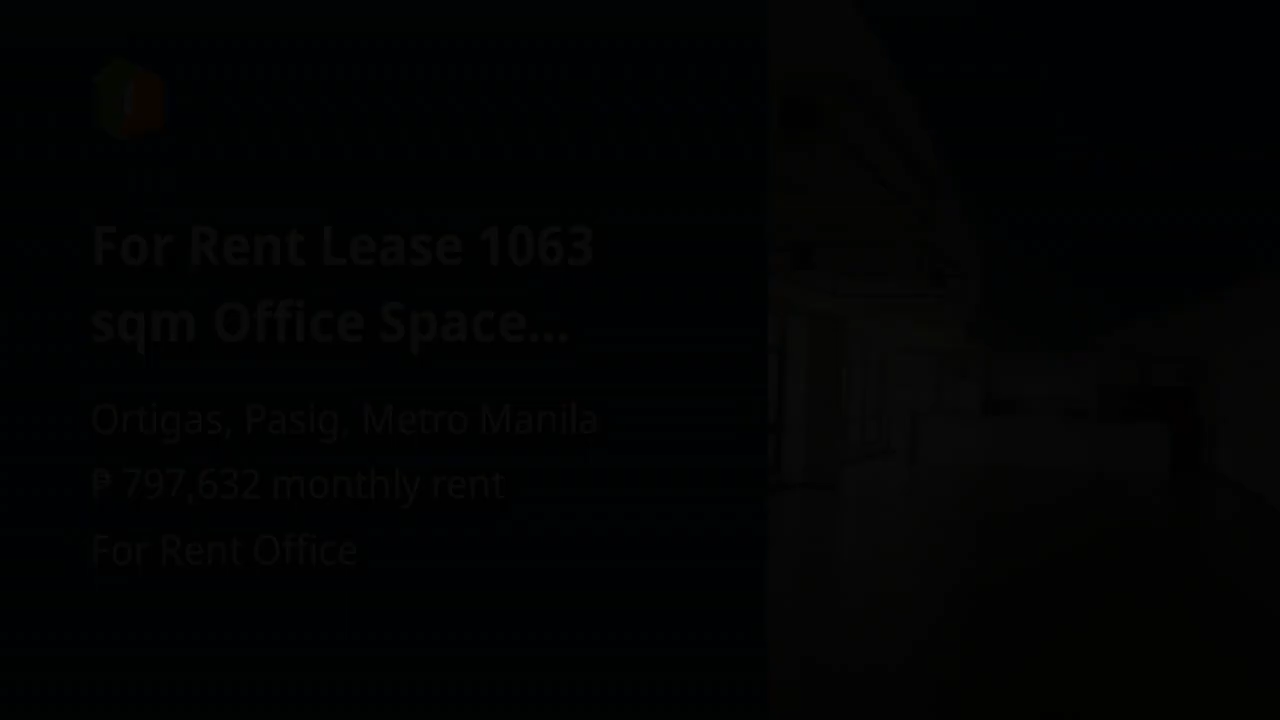 For Rent Lease 1063
sqm Office Space...
Ortigas, Pasig, Metro Manila
₱ 797,632 monthly rent
For Rent Office